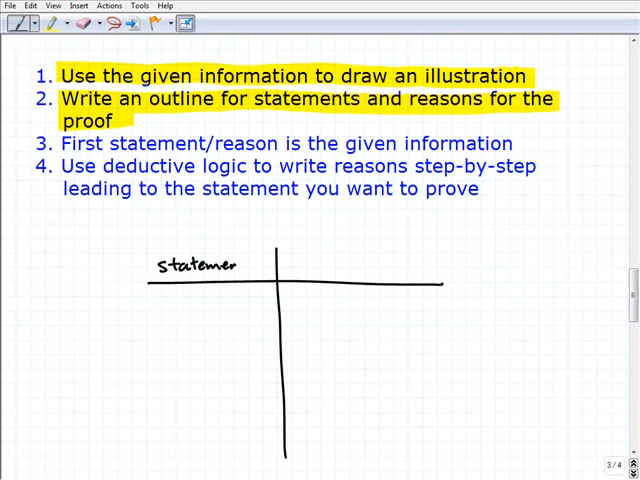 File Edit View Insert Actions Tools Help
1. Use the given information to draw an illustration
2. Write an outline for statements and reasons for the
proof
3. First statement/reason is the given information
4. Use deductive logic to write reasons step-by-step
leading to the statement you want to prove
statemer
3 / 4